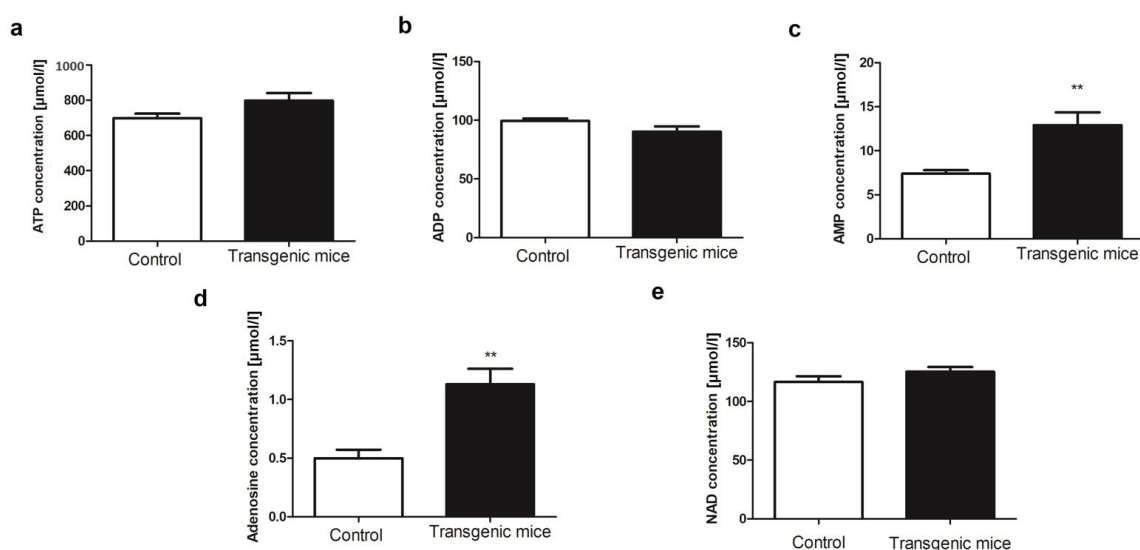 a
ATP concentration [µmol/l]
1000
800
600
400
200
0
Control
Transgenic mice
b
ADP concentration [µmol/l]
150
100
50
0
Control
Transgenic mice
c
AMP concentration [µmol/l]
20
15
10
5
0
**
Control
Transgenic mice
d
Adenosine concentration [µmol/l]
1.5
1.0
0.5
0.0
**
Control
Transgenic mice
e
NAD concentration [µmol/l]
150
100
50
0
Control
Transgenic mice